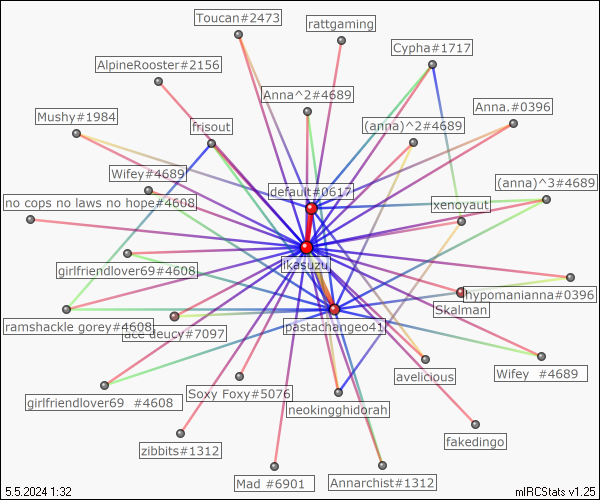 Toucan#2473
rattgaming
Cypha#1717
AlpineRooster#2156
Anna^2#4689
Anna.#0396
Mushy#1984
frisout
(anna)^2#4689
Wifey#4689
default#0617
(anna)^3#4689
no cops no laws no hope#4608
xenoyaut
girlfriendlover69#4608
ikasuzu
hypomanianna#0396
Skalman
ramshackle gorey#4608
ace deucy#7097
pastachangeo41
avelicious
Wifey  #4689
Soxy Foxy#5076
girlfriendlover69  #4608
neokingghidorah
zibbits#1312
fakedingo
Mad #6901
Annarchist#1312
5.5.2024 1:32
mIRCStats v1.25